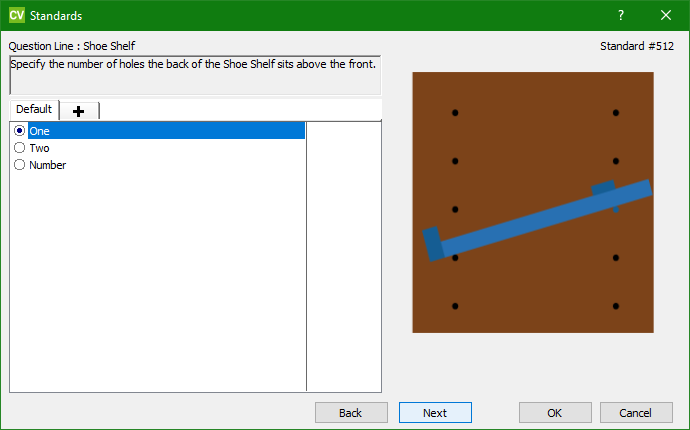 CV Standards ?
Question Line : Shoe Shelf
Standard #512
Specify the number of holes the back of the Shoe Shelf sits above the front.
Default
One
Two
Number
Back Next OK Cancel